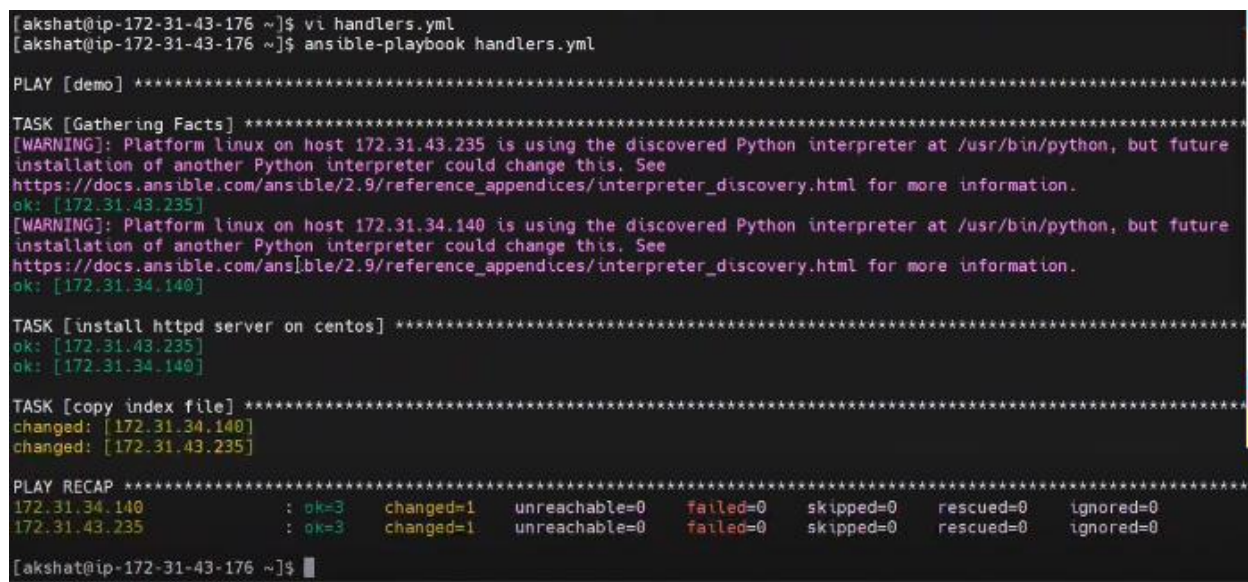 [akshat@ip-172-31-43-176 ~]$ vi handlers.yml
[akshat@ip-172-31-43-176 ~]$ ansible-playbook handlers.yml
PLAY [demo] ****************************************************************************************************************
TASK [Gathering Facts] *****************************************************************************************************
[WARNING]: Platform linux on host 172.31.43.235 is using the discovered Python interpreter at /usr/bin/python, but future
installation of another Python interpreter could change this. See
https://docs.ansible.com/ansible/2.9/reference_appendices/interpreter_discovery.html for more information.
ok: [172.31.43.235]
[WARNING]: Platform linux on host 172.31.34.140 is using the discovered Python interpreter at /usr/bin/python, but future
installation of another Python interpreter could change this. See
https://docs.ansible.com/ansible/2.9/reference_appendices/interpreter_discovery.html for more information.
ok: [172.31.34.140]
TASK [install httpd server on centos] **************************************************************************************
ok: [172.31.43.235]
ok: [172.31.34.140]
TASK [copy index file] *****************************************************************************************************
changed: [172.31.34.140]
changed: [172.31.43.235]
PLAY RECAP *****************************************************************************************************************
172.31.34.140 : ok=3 changed=1 unreachable=0 failed=0 skipped=0 rescued=0 ignored=0
172.31.43.235 : ok=3 changed=1 unreachable=0 failed=0 skipped=0 rescued=0 ignored=0
[akshat@ip-172-31-43-176 ~]$